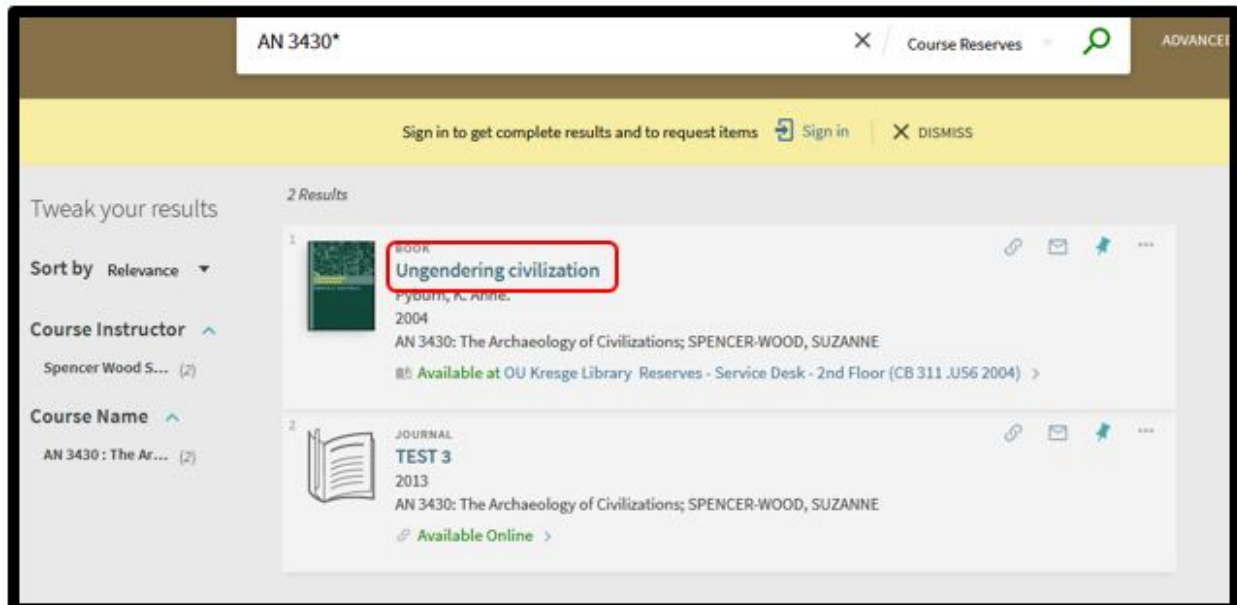 AN 3430*
Course Reserves
ADVANCED
Sign in to get complete results and to request items Sign in DISMISS
Tweak your results
Sort by Relevance
Course Instructor
Spencer Wood S... (2)
Course Name
AN 3430 : The Ar... (2)
2 Results
1
BOOK
Ungendering civilization
Pyburn, K. Anne.
2004
AN 3430: The Archaeology of Civilizations; SPENCER-WOOD, SUZANNE
Available at OU Kresge Library Reserves - Service Desk - 2nd Floor (CB 311 .U56 2004) >
2
JOURNAL
TEST 3
2013
AN 3430: The Archaeology of Civilizations; SPENCER-WOOD, SUZANNE
Available Online >